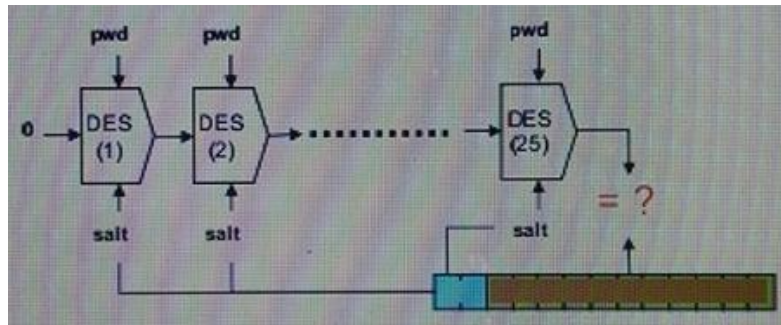 pwd pwd pwd
0 DES (1) DES (2) DES (25)
= ?
salt salt salt